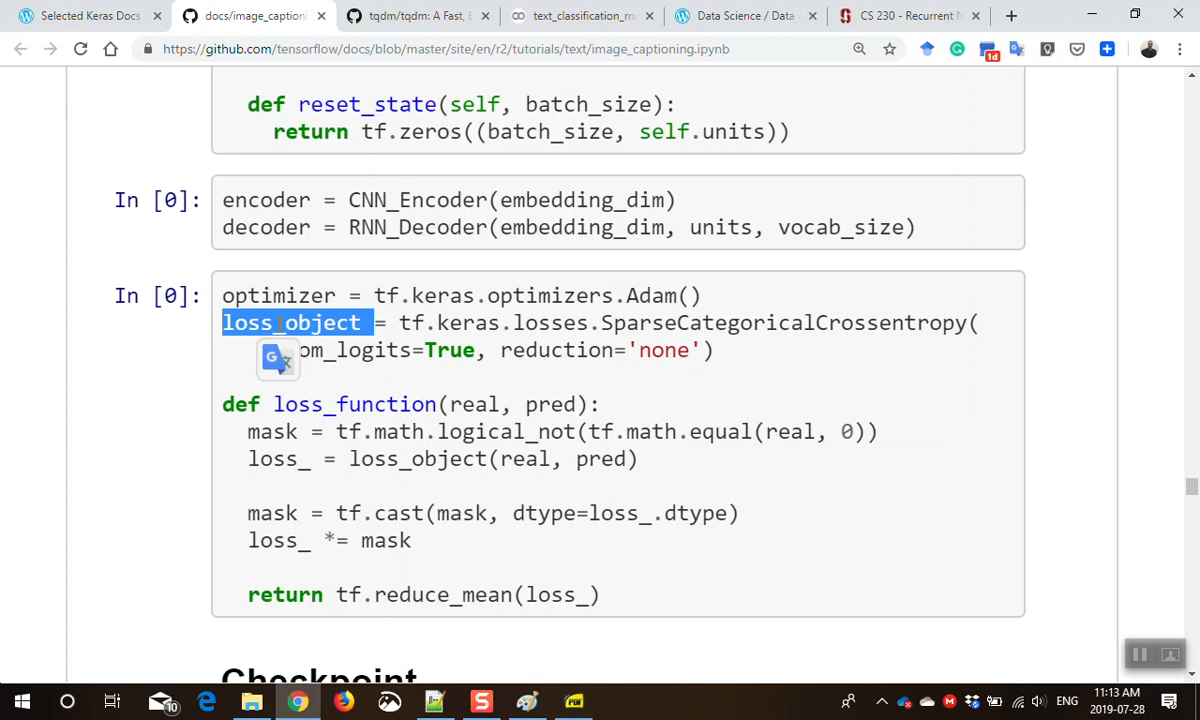 Selected Keras Docs
docs/image_captioni
tqdm/tqdm: A Fast, E
text_classification_rn
Data Science / Data
CS 230 - Recurrent N
https://github.com/tensorflow/docs/blob/master/site/en/r2/tutorials/text/image_captioning.ipynb
1d
def reset_state(self, batch_size):
return tf.zeros((batch_size, self.units))
In [0]:
encoder = CNN_Encoder(embedding_dim)
decoder = RNN_Decoder(embedding_dim, units, vocab_size)
In [0]:
optimizer = tf.keras.optimizers.Adam()
loss_object = tf.keras.losses.SparseCategoricalCrossentropy(
om_logits=True, reduction='none')
def loss_function(real, pred):
mask = tf.math.logical_not(tf.math.equal(real, 0))
loss_ = loss_object(real, pred)
mask = tf.cast(mask, dtype=loss_.dtype)
loss_ *= mask
return tf.reduce_mean(loss_)
Checkpoint
10
ENG
11:13 AM
2019-07-28